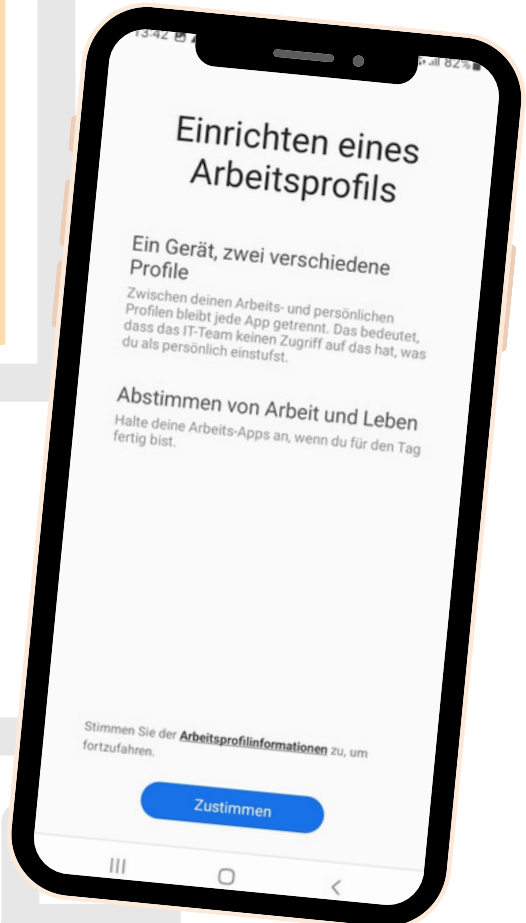 13:42
82%
Einrichten eines
Arbeitsprofils
Ein Gerät, zwei verschiedene
Profile
Zwischen deinen Arbeits- und persönlichen
Profilen bleibt jede App getrennt. Das bedeutet,
dass das IT-Team keinen Zugriff auf das hat, was
du als persönlich einstufst.
Abstimmen von Arbeit und Leben
Halte deine Arbeits-Apps an, wenn du für den Tag
fertig bist.
Stimmen Sie der Arbeitsprofilinformationen zu, um
fortzufahren.
Zustimmen